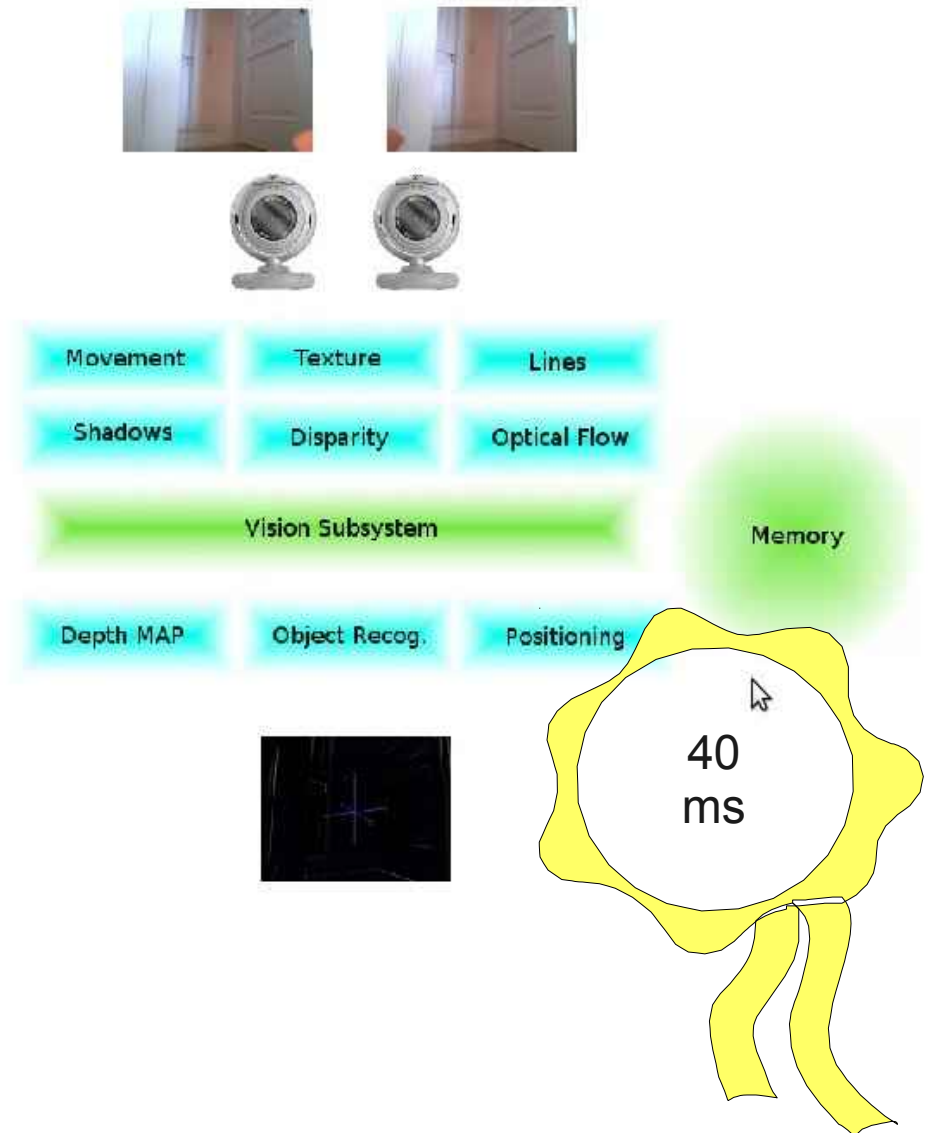 Movement
Texture
Lines
Shadows
Disparity
Optical Flow
Vision Subsystem
Memory
Depth MAP
Object Recog.
Positioning
40
ms